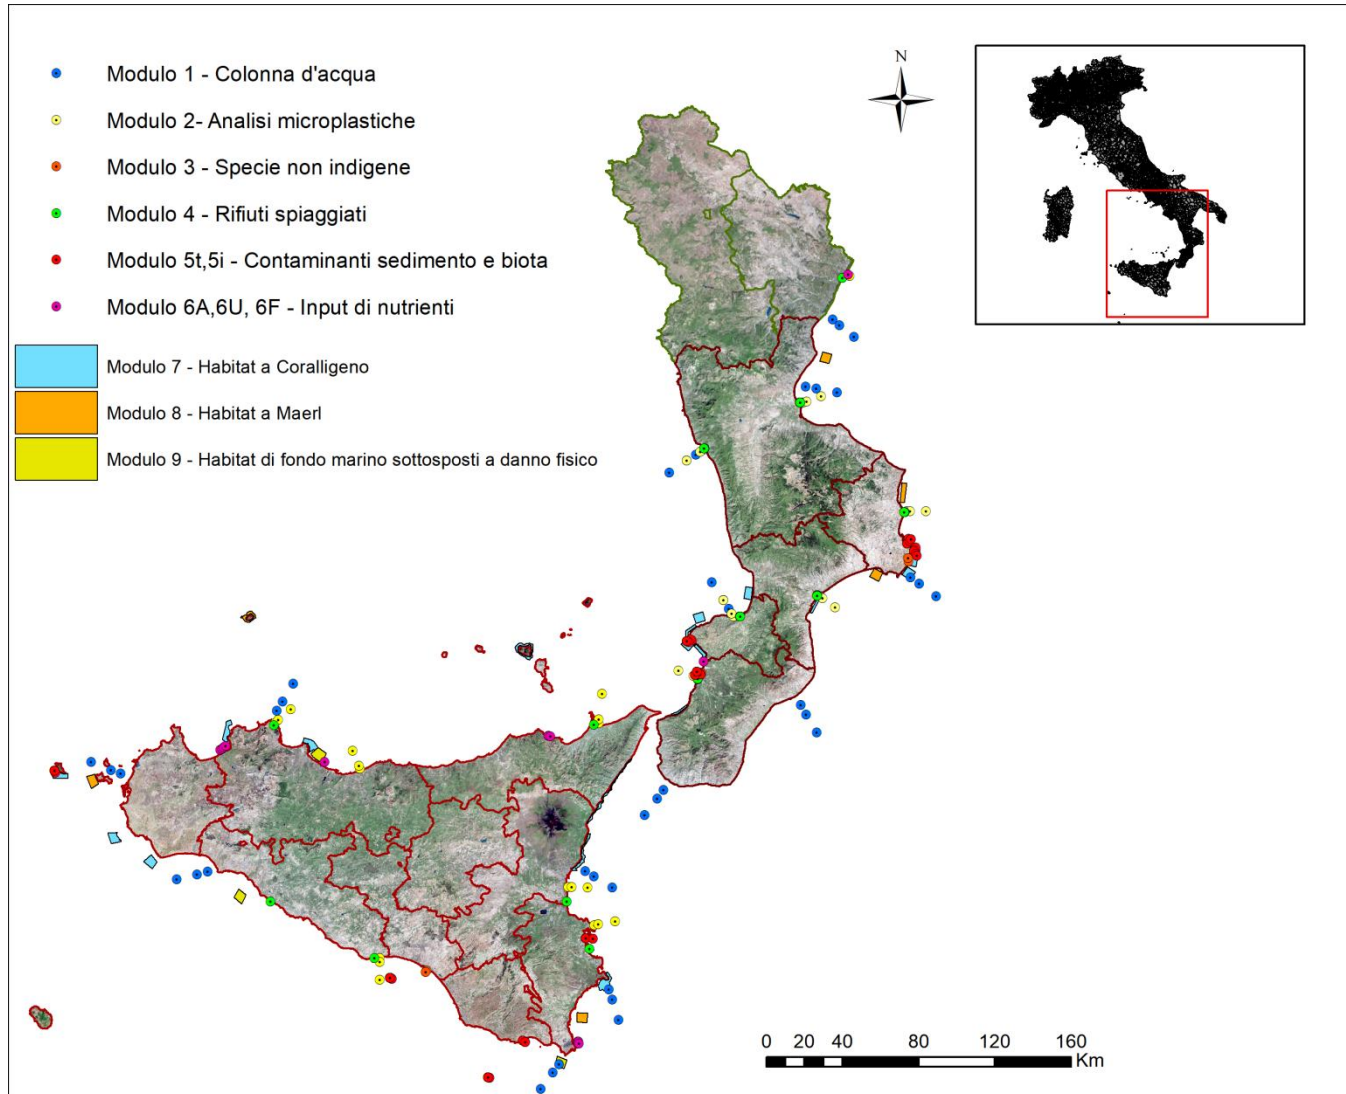 Modulo 1 - Colonna d'acqua
Modulo 2- Analisi microplastiche
Modulo 3 - Specie non indigene
Modulo 4 - Rifiuti spiaggiati
Modulo 5t,5i - Contaminanti sedimento e biota
Modulo 6A,6U, 6F - Input di nutrienti
Modulo 7 - Habitat a Coralligeno
Modulo 8 - Habitat a Maerl
Modulo 9 - Habitat di fondo marino sottosposti a danno fisico
N
0 20 40 80 120 160
Km